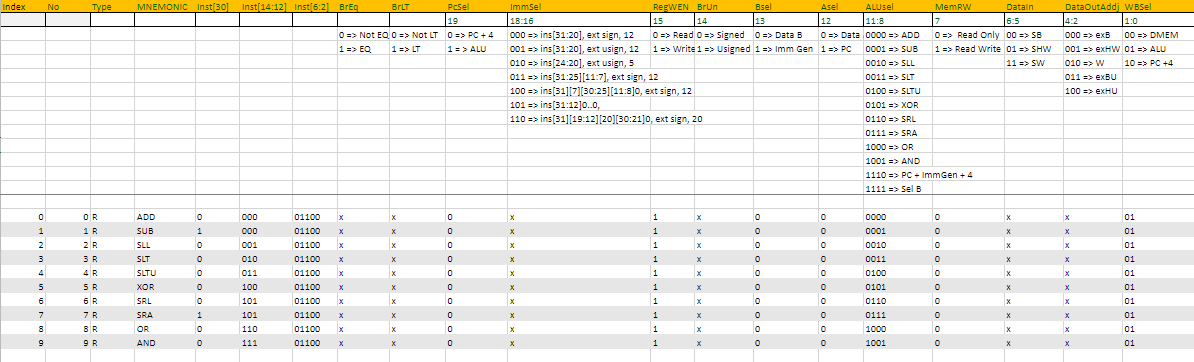 Index No Type MNEMONIC Inst[30] Inst[14:12] Inst[6:2] BrEq BrLT PcSel ImmSel RegWEN BrUn Bsel Asel ALUsel MemRW DataIn DataOutAdj WBSel
19 18:16 15 14 13 12 11:8 7 6:5 4:2 1:0
0 => Not EQ 0 => Not LT 0 => PC + 4 000 => ins[31:20], ext sign, 12 0 => Read 0 => Signed 0 => Data B 0 => Data 0000 => ADD 0 => Read Only 00 => SB 000 => exB 00 => DMEM
1 => EQ 1 => LT 1 => ALU 001 => ins[31:20], ext usign, 12 1 => Write 1 => Usigned 1 => Imm Gen 1 => PC 0001 => SUB 1 => Read Write 01 => SHW 001 => exHW 01 => ALU
010 => ins[24:20], ext usign, 5 0010 => SLL 11 => SW 010 => W 10 => PC +4
011 => ins[31:25][11:7], ext sign, 12 0011 => SLT 011 => exBU
100 => ins[31][7][30:25][11:8]0, ext sign, 12 0100 => SLTU 100 => exHU
101 => ins[31:12]0..0, 0101 => XOR
110 => ins[31][19:12][20][30:21]0, ext sign, 20 0110 => SRL
0111 => SRA
1000 => OR
1001 => AND
1110 => PC + ImmGen + 4
1111 => Sel B
0 0 R ADD 0 000 01100 x x 0 x 1 x 0 0 0000 0 x x 01
1 1 R SUB 1 000 01100 x x 0 x 1 x 0 0 0001 0 x x 01
2 2 R SLL 0 001 01100 x x 0 x 1 x 0 0 0010 0 x x 01
3 3 R SLT 0 010 01100 x x 0 x 1 x 0 0 0011 0 x x 01
4 4 R SLTU 0 011 01100 x x 0 x 1 x 0 0 0100 0 x x 01
5 5 R XOR 0 100 01100 x x 0 x 1 x 0 0 0101 0 x x 01
6 6 R SRL 0 101 01100 x x 0 x 1 x 0 0 0110 0 x x 01
7 7 R SRA 1 101 01100 x x 0 x 1 x 0 0 0111 0 x x 01
8 8 R OR 0 110 01100 x x 0 x 1 x 0 0 1000 0 x x 01
9 9 R AND 0 111 01100 x x 0 x 1 x 0 0 1001 0 x x 01